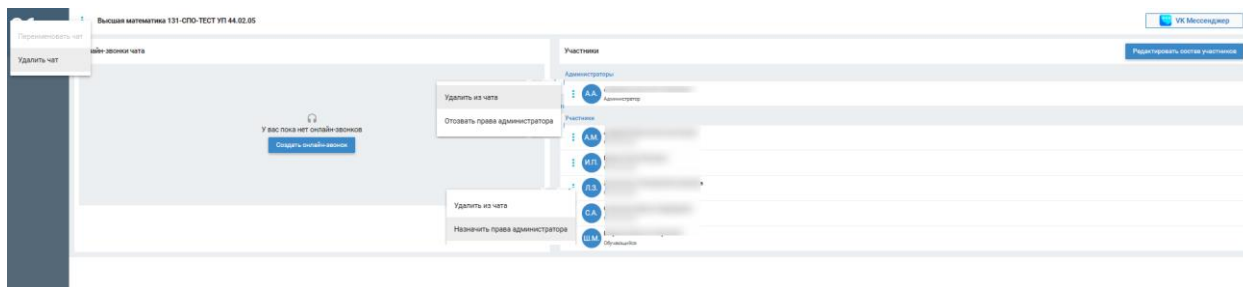 Высшая математика 131-СПО-ТЕСТ УП 44.02.05
VK Мессенджер
Переименовать чат
Удалить чат
айн-звонки чата
Участники
Редактировать состав участников
Администраторы
А.А.
Администратор
Удалить из чата
Отозвать права администратора
У вас пока нет онлайн-звонков
Создать онлайн-звонок
Участники
А.М.
И.П.
Л.З.
Удалить из чата
С.А.
Назначить права администратора
Ш.М.
Обучающийся